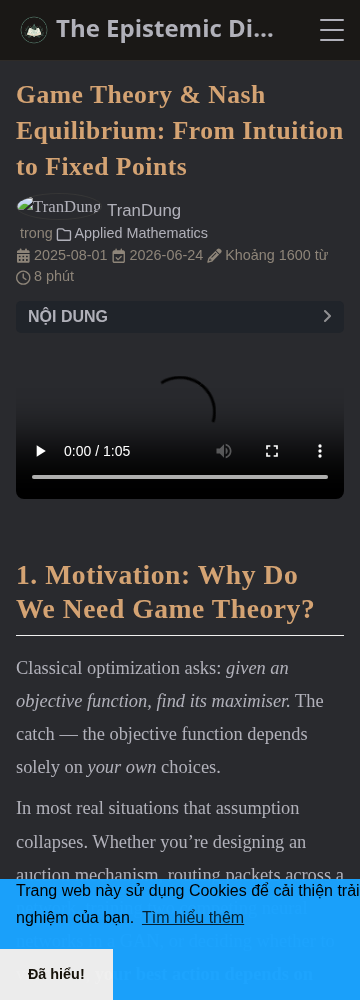 The Epistemic Di...
Game Theory & Nash
Equilibrium: From Intuition
to Fixed Points
TranDung TranDung
trong Applied Mathematics
2025-08-01 2026-06-24 Khoảng 1600 từ
8 phút
NỘI DUNG
0:00 / 1:05
1. Motivation: Why Do
We Need Game Theory?
Classical optimization asks: given an
objective function, find its maximiser. The
catch — the objective function depends
solely on your own choices.
In most real situations that assumption
collapses. Whether you’re designing an
auction mechanism, routing packets across a
Trang web này sử dụng Cookies để cải thiện trải
nghiệm của bạn. Tìm hiểu thêm
Đã hiểu!